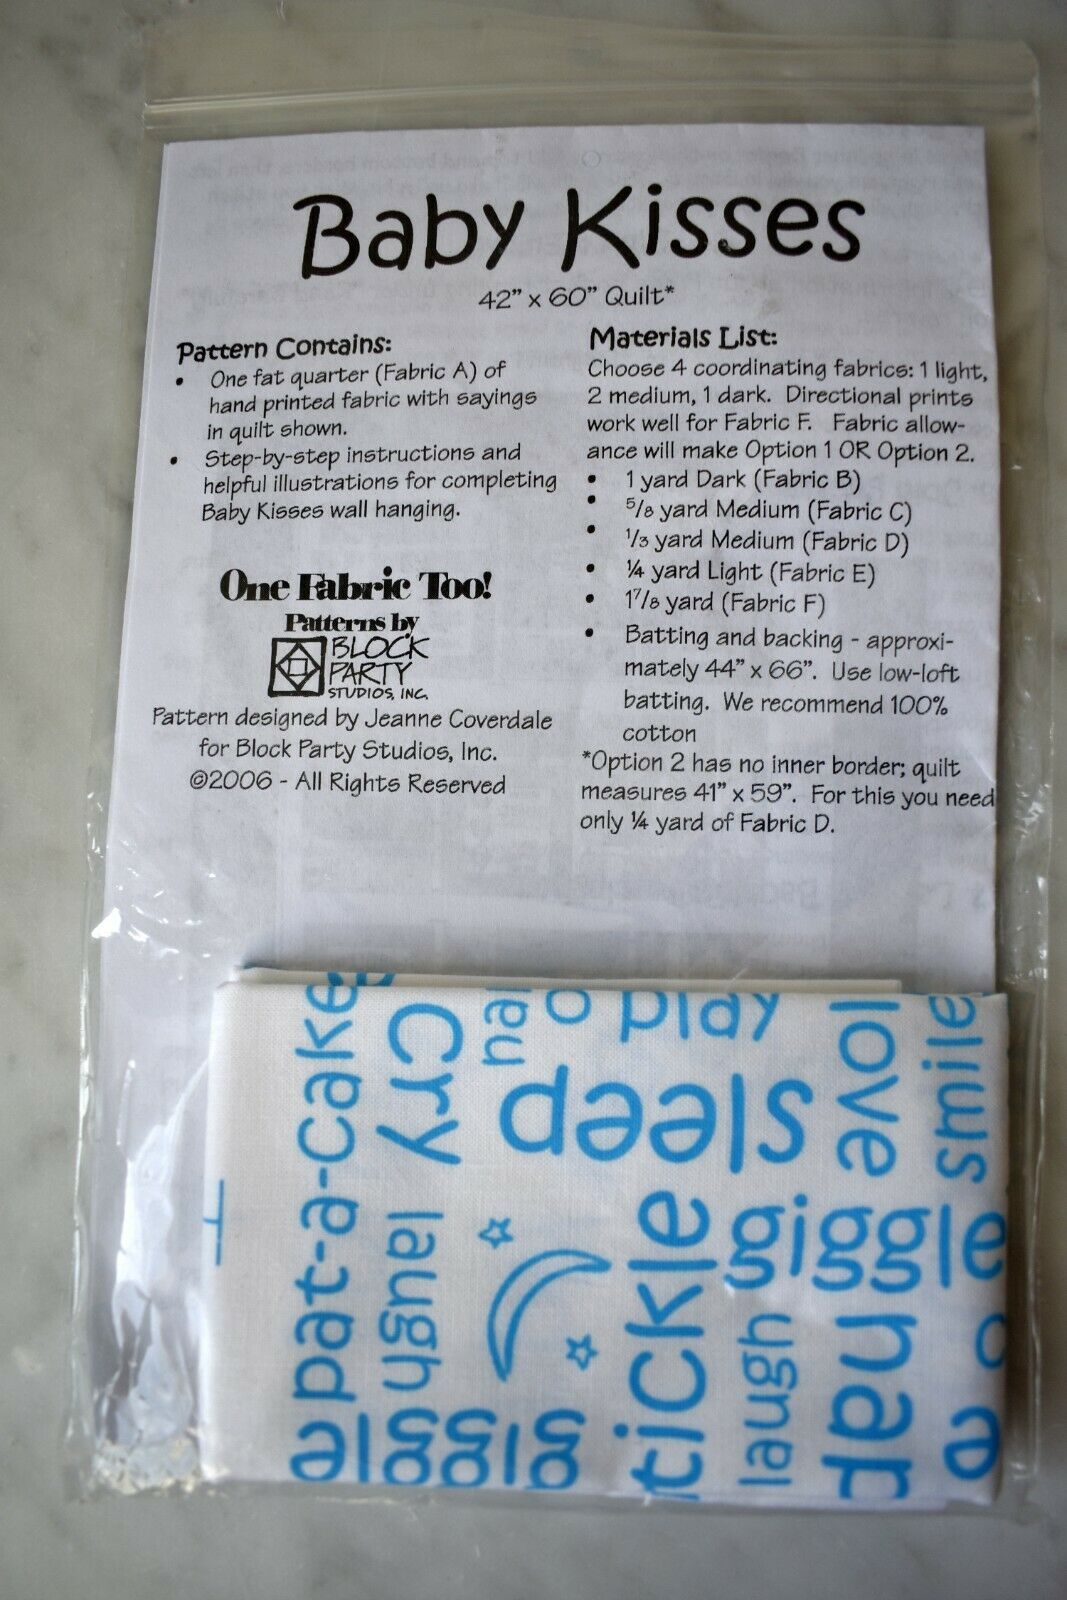 Baby Kisses
42" x 60" Quilt*
Pattern Contains:
• One fat quarter (Fabric A) of
hand printed fabric with sayings
in quilt shown.
• Step-by-step instructions and
helpful illustrations for completing
Baby Kisses wall hanging.
One Fabric Too!
Patterns by
BLOCK
PARTY
STUDIOS, INC.
Pattern designed by Jeanne Coverdale
for Block Party Studios, Inc.
©2006 - All Rights Reserved
Materials List:
Choose 4 coordinating fabrics: 1 light,
2 medium, 1 dark. Directional prints
work well for Fabric F. Fabric allow-
ance will make Option 1 OR Option 2.
• 1 yard Dark (Fabric B)
• 5/8 yard Medium (Fabric C)
• 1/3 yard Medium (Fabric D)
• ¼ yard Light (Fabric E)
• 1 7/8 yard (Fabric F)
• Batting and backing - approxi-
mately 44" x 66". Use low-loft
batting. We recommend 100%
cotton
*Option 2 has no inner border; quilt
measures 41" x 59". For this you need
only ¼ yard of Fabric D.
pat-a-cake
cry
play
sleep
love
smile
laugh
tickle
giggle
laugh